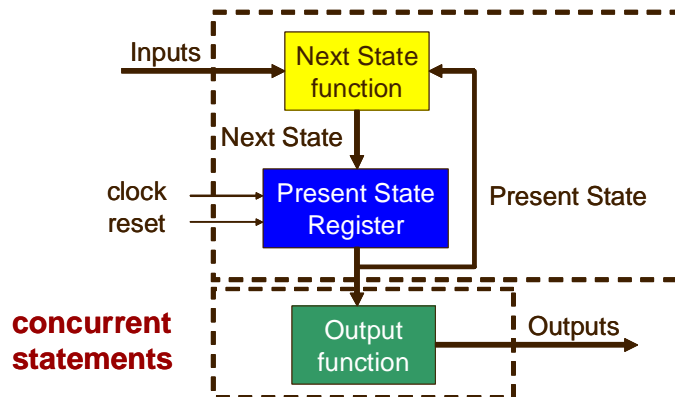 Inputs
Next State
function
Next State
clock
reset
Present State
Register
Present State
concurrent
statements
Output
function
Outputs